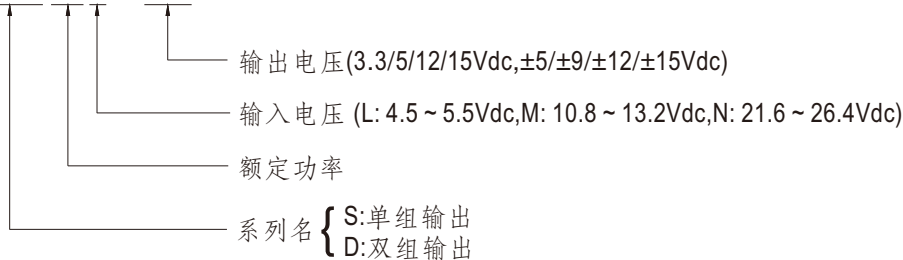 输出电压(3.3/5/12/15Vdc,±5/±9/±12/±15Vdc)
输入电压 (L: 4.5~5.5Vdc,M: 10.8~13.2Vdc,N: 21.6~26.4Vdc)
额定功率
系列名{ S:单组输出
D:双组输出